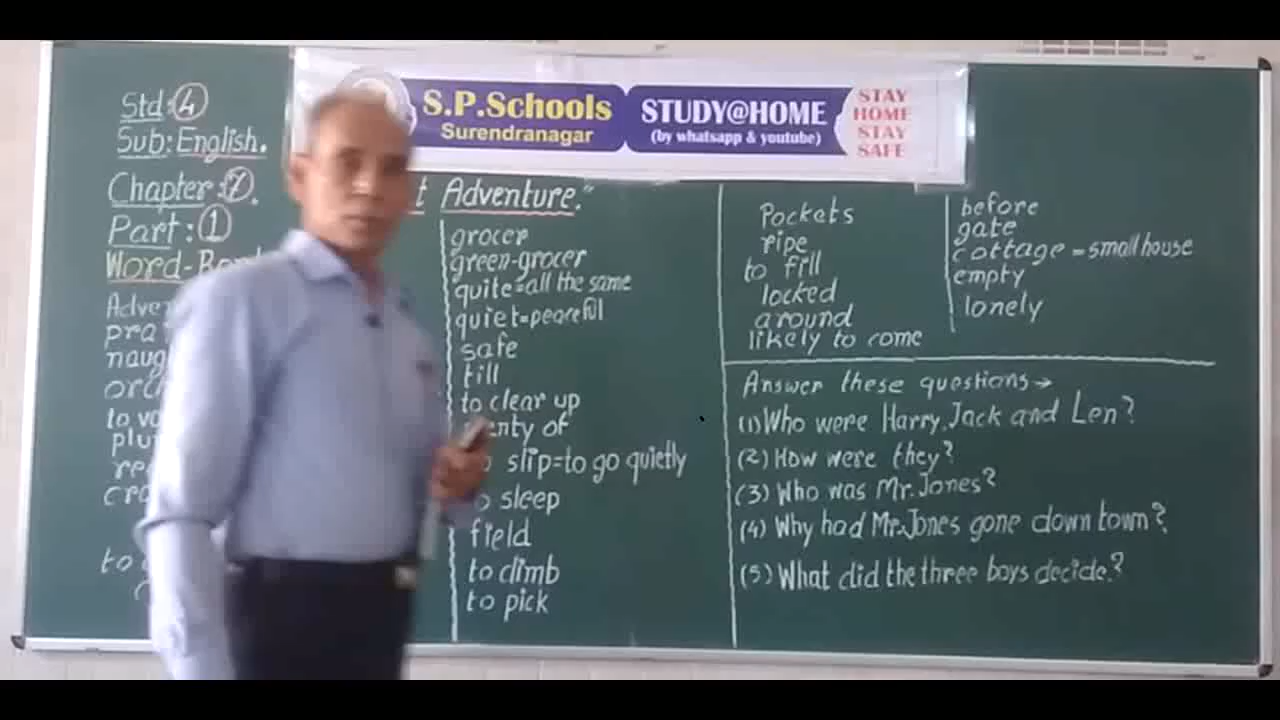 S.P.Schools
Surendranagar
STUDY@HOME
(by whatsapp & youtube)
STAY
HOME
STAY
SAFE
Std: 4
Sub: English.
Chapter: 7.
Part: 1
Adventure."
grocer
green-grocer
quite=all the same
quiet=peaceful
safe
till
to clear up
of
slip=to go quietly
sleep
field
to climb
to pick
Pockets
ripe
to fill
locked
around
likely to come
before
gate
cottage = small house
empty
lonely
Answer these questions→
(1) Who were Harry, Jack and Len?
(2) How were they?
(3) Who was Mr. Jones?
(4) Why had Mr. Jones gone down town?
(5) What did the three boys decide?